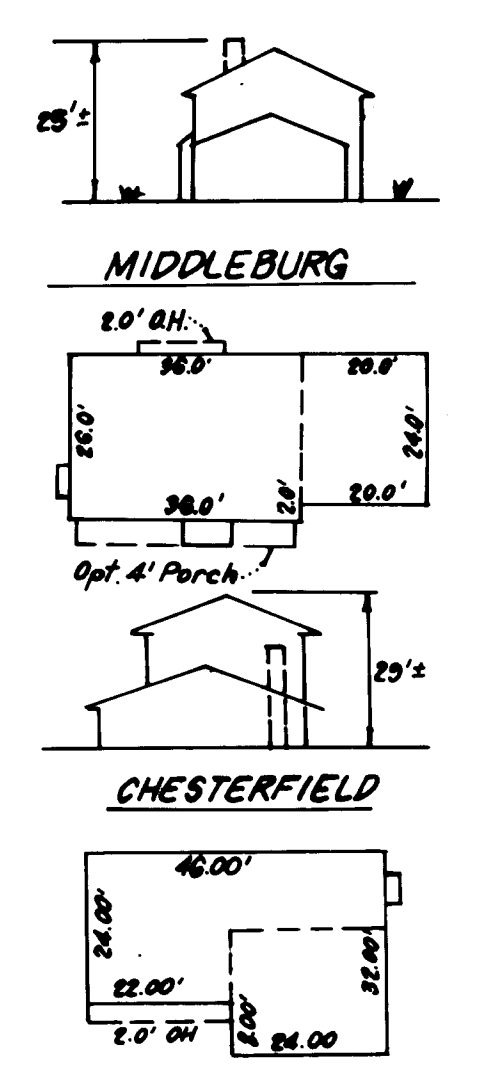 25'±
MIDDLEBURG
2.0' O.H.
36.0' 20.0'
26.0' 24.0'
36.0' 2.0' 20.0'
Opt. 4' Porch
29'±
CHESTERFIELD
46.00'
24.00' 32.00'
22.00'
2.0' OH 8.00' 24.00